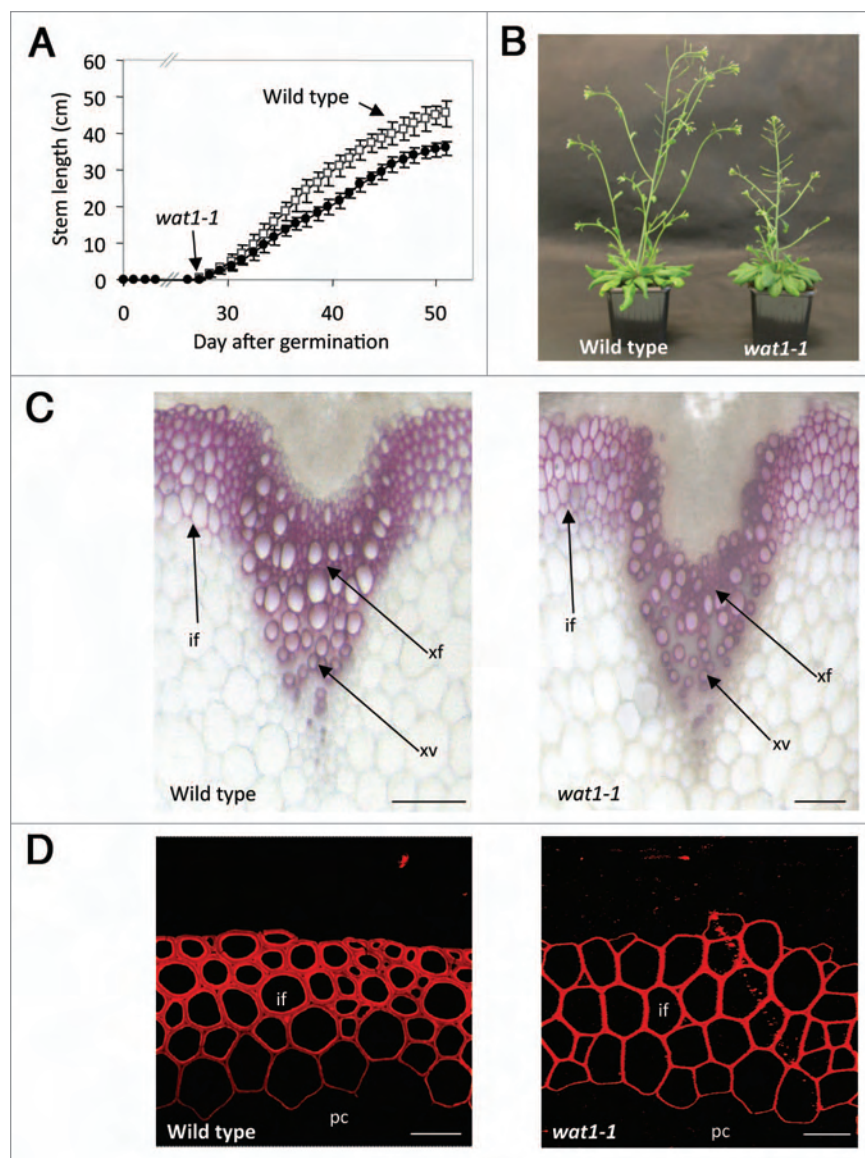 A
60
50
40
30
20
10
0
Stem length (cm)
Wild type
wat1-1
0
30
40
50
Day after germination
B
Wild type
wat1-1
C
if
xf
xv
Wild type
if
xf
xv
wat1-1
D
if
Wild type
pc
if
wat1-1
pc